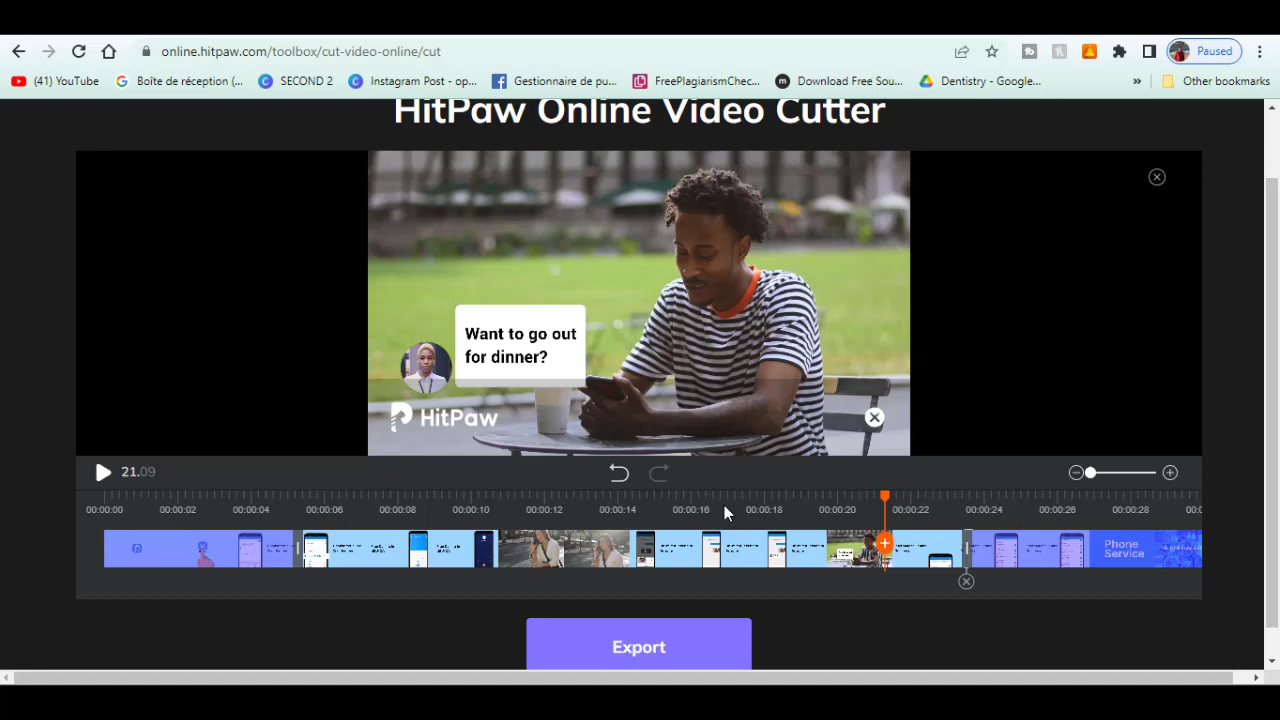 online.hitpaw.com/toolbox/cut-video-online/cut
Paused
(41) YouTube
Boîte de réception (...
SECOND 2
Instagram Post - op...
Gestionnaire de pu...
FreePlagiarismChec...
Download Free Sou...
Dentistry - Google...
»
Other bookmarks
HitPaw Online Video Cutter
Want to go out
for dinner?
HitPaw
21.09
00:00:00 00:00:02 00:00:04 00:00:06 00:00:08 00:00:10 00:00:12 00:00:14 00:00:16 00:00:18 00:00:20 00:00:22 00:00:24 00:00:26 00:00:28
Phone
Service
Export